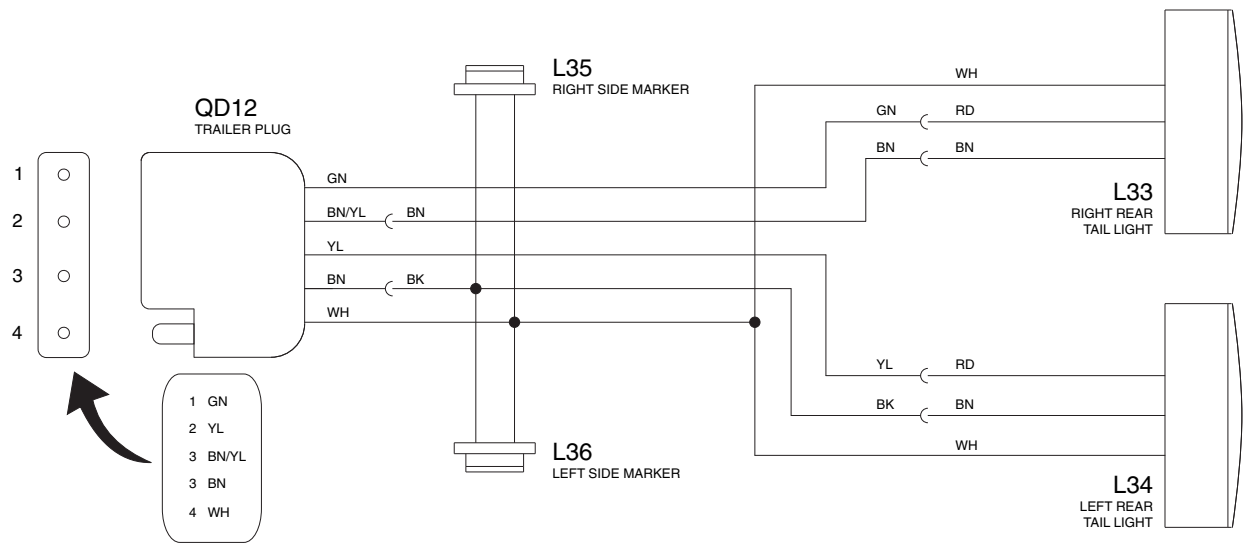 L35
RIGHT SIDE MARKER
QD12
TRAILER PLUG
1
2
3
4
GN
BN/YL BN
YL
BN BK
WH
WH
GN RD
BN BN
L33
RIGHT REAR
TAIL LIGHT
YL RD
BK BN
WH
L34
LEFT REAR
TAIL LIGHT
L36
LEFT SIDE MARKER
1 GN
2 YL
3 BN/YL
3 BN
4 WH